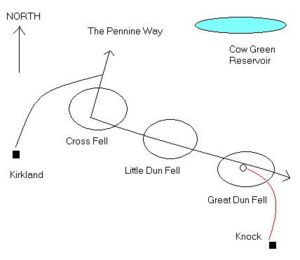 NORTH
The Pennine Way
Cow Green
Reservoir
Cross Fell
Kirkland
Little Dun Fell
Great Dun Fell
Knock